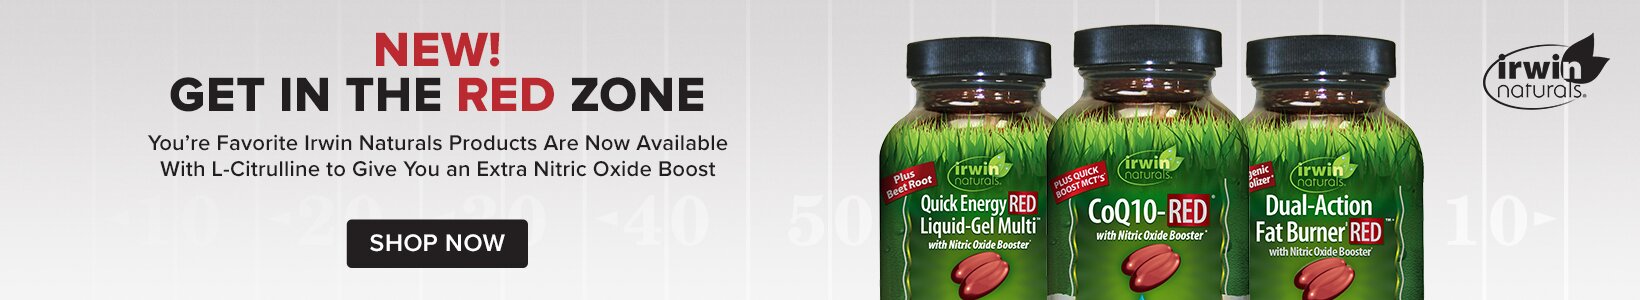 NEW!
GET IN THE RED ZONE
You're Favorite Irwin Naturals Products Are Now Available
With L-Citrulline to Give You an Extra Nitric Oxide Boost
SHOP NOW
10 20 30 40 50 10
Plus
Beet Root
irwin
naturals®
Quick Energy RED
Liquid-Gel Multi™
with Nitric Oxide Booster*
PLUS QUICK
BOOST MCT'S*
irwin
naturals®
CoQ10-RED®
with Nitric Oxide Booster*
irwin
naturals®
Dual-Action
Fat Burner* RED™
with Nitric Oxide Booster*
irwin
naturals®